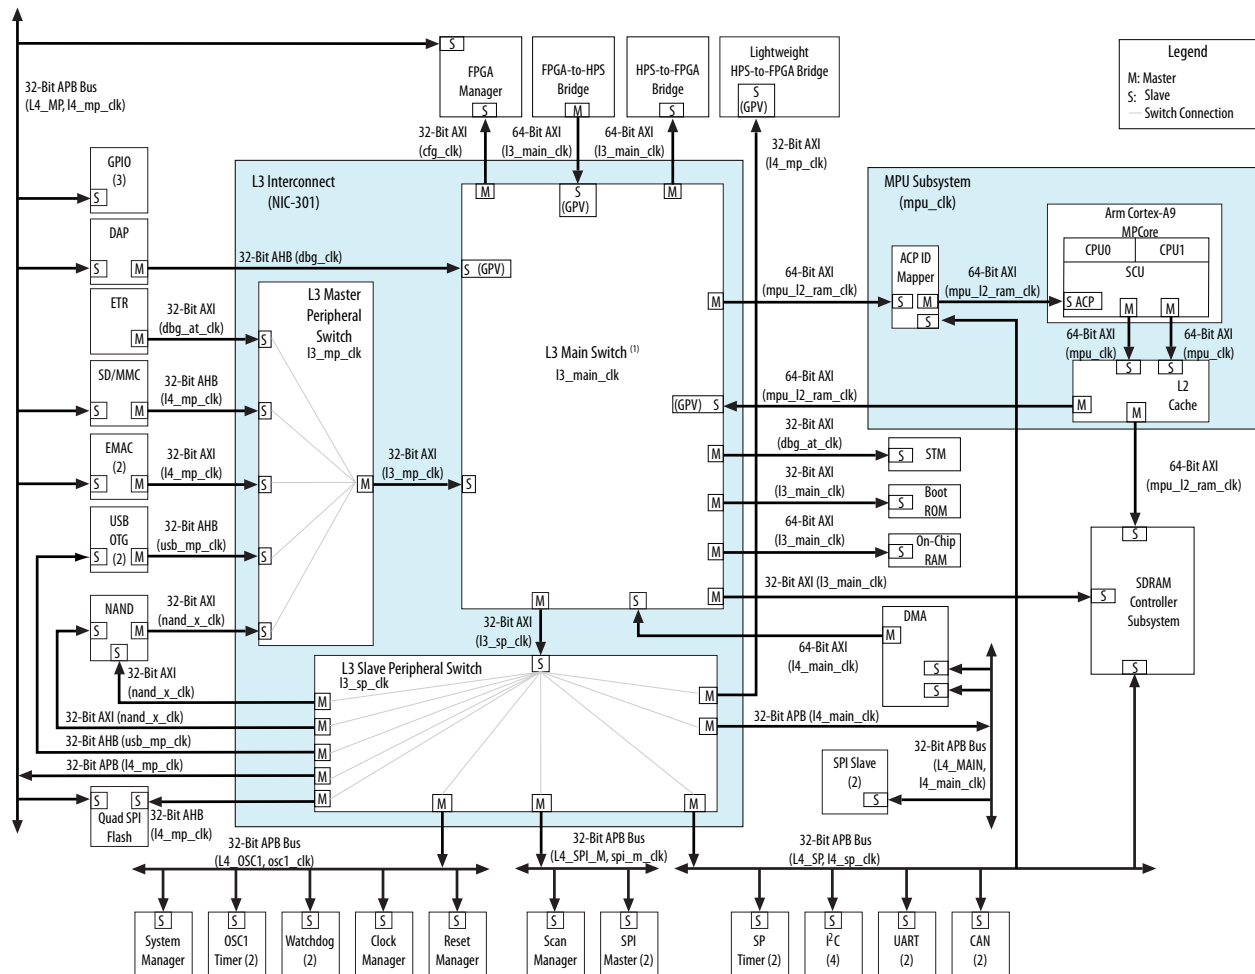 32-Bit APB Bus
(L4_MP, l4_mp_clk)
S
FPGA
Manager
S
FPGA-to-HPS
Bridge
M
HPS-to-FPGA
Bridge
S
Lightweight
HPS-to-FPGA Bridge
S
(GPV)
Legend
M: Master
S: Slave
Switch Connection
32-Bit AXI
(cfg_clk)
64-Bit AXI
(l3_main_clk)
64-Bit AXI
(l3_main_clk)
32-Bit AXI
(l4_mp_clk)
GPIO
(3)
S
DAP
S
M
ETR
M
SD/MMC
S
M
EMAC
(2)
S
M
USB
OTG
(2)
S
M
NAND
S
M
S
32-Bit AHB (dbg_clk)
32-Bit AXI
(dbg_at_clk)
32-Bit AHB
(l4_mp_clk)
32-Bit AXI
(l4_mp_clk)
32-Bit AHB
(usb_mp_clk)
32-Bit AXI
(nand_x_clk)
L3 Interconnect
(NIC-301)
L3 Master
Peripheral
Switch
l3_mp_clk
S
S
S
S
S
M
32-Bit AXI
(l3_mp_clk)
M
S
(GPV)
M
S (GPV)
S
L3 Main Switch (1)
l3_main_clk
M
(GPV) S
M
M
M
M
M
S
64-Bit AXI
(mpu_l2_ram_clk)
64-Bit AXI
(mpu_l2_ram_clk)
32-Bit AXI
(dbg_at_clk)
32-Bit AXI
(l3_main_clk)
64-Bit AXI
(l3_main_clk)
32-Bit AXI (l3_main_clk)
MPU Subsystem
(mpu_clk)
ACP ID
Mapper
S
M
S
64-Bit AXI
(mpu_l2_ram_clk)
Arm Cortex-A9
MPCore
CPU0
CPU1
SCU
S ACP
M
M
64-Bit AXI
(mpu_clk)
64-Bit AXI
(mpu_clk)
S
S
L2
Cache
M
M
64-Bit AXI
(mpu_l2_ram_clk)
S
STM
S
Boot
ROM
S
On-Chip
RAM
S
S
SDRAM
Controller
Subsystem
S
DMA
M
S
S
64-Bit AXI
(l4_main_clk)
32-Bit AXI
(l3_sp_clk)
L3 Slave Peripheral Switch
l3_sp_clk
S
M
M
M
M
M
M
M
M
M
M
32-Bit AXI
(nand_x_clk)
32-Bit AXI (nand_x_clk)
32-Bit AHB (usb_mp_clk)
32-Bit APB (l4_mp_clk)
S
S
Quad SPI
Flash
32-Bit AHB
(l4_mp_clk)
32-Bit APB (l4_main_clk)
32-Bit APB Bus
(L4_MAIN,
l4_main_clk)
SPI Slave
(2)
S
32-Bit APB Bus
(L4_OSC1, osc1_clk)
32-Bit APB Bus
(L4_SPI_M, spi_m_clk)
32-Bit APB Bus
(L4_SP, l4_sp_clk)
S
System
Manager
S
OSC1
Timer (2)
S
Watchdog
(2)
S
Clock
Manager
S
Reset
Manager
S
Scan
Manager
S
SPI
Master (2)
S
SP
Timer (2)
S
I²C
(4)
S
UART
(2)
S
CAN
(2)